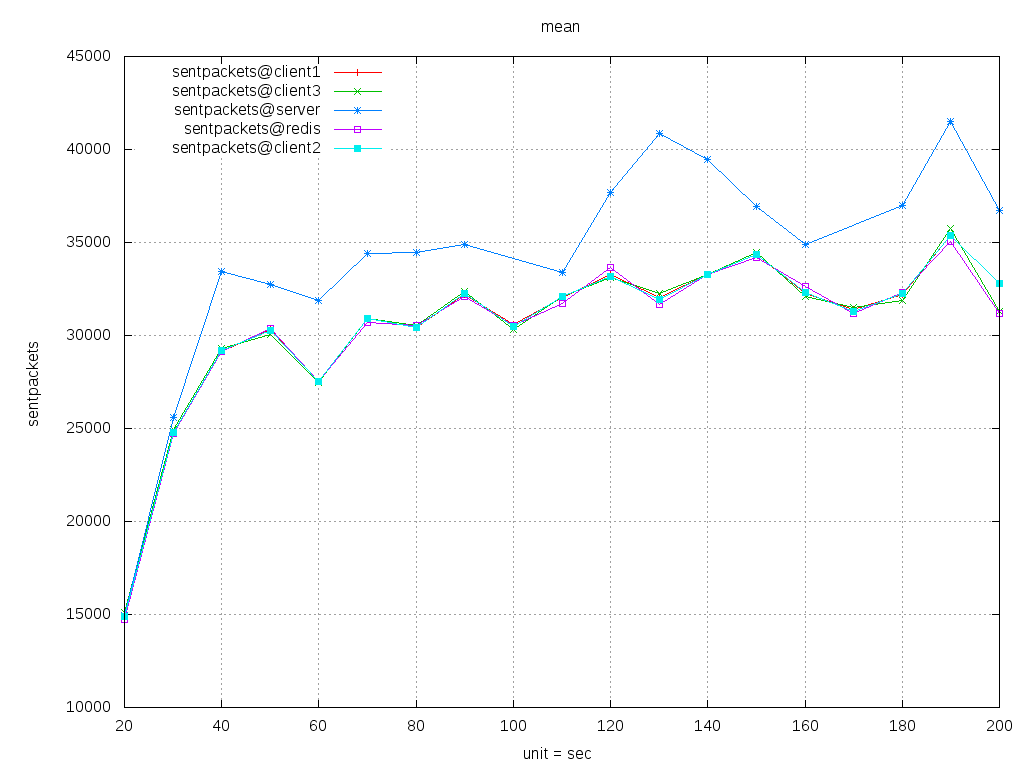 mean
45000
40000
35000
30000
25000
20000
15000
10000
sentpackets
sentpackets@client1
sentpackets@client3
sentpackets@server
sentpackets@redis
sentpackets@client2
20 40 60 80 100 120 140 160 180 200
unit = sec